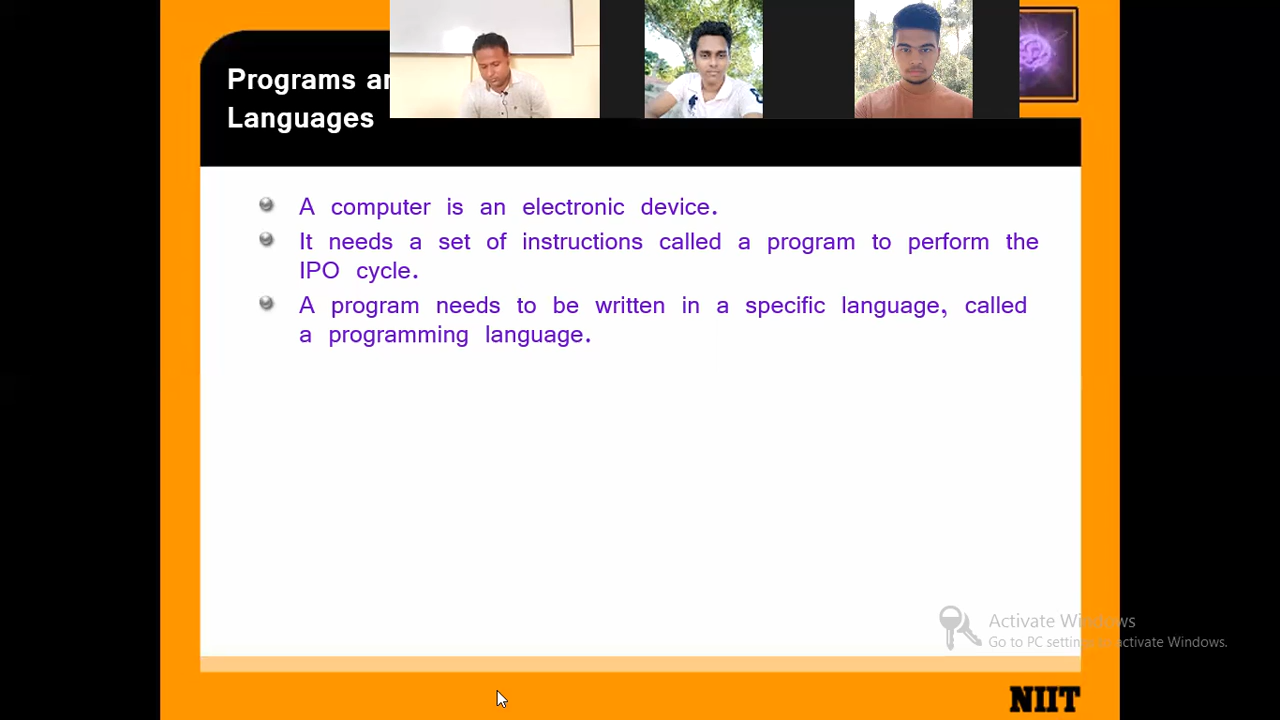 Programs an
Languages
A computer is an electronic device.
It needs a set of instructions called a program to perform the
IPO cycle.
A program needs to be written in a specific language, called
a programming language.
Activate Windows
Go to PC settings to activate Windows.
NIIT